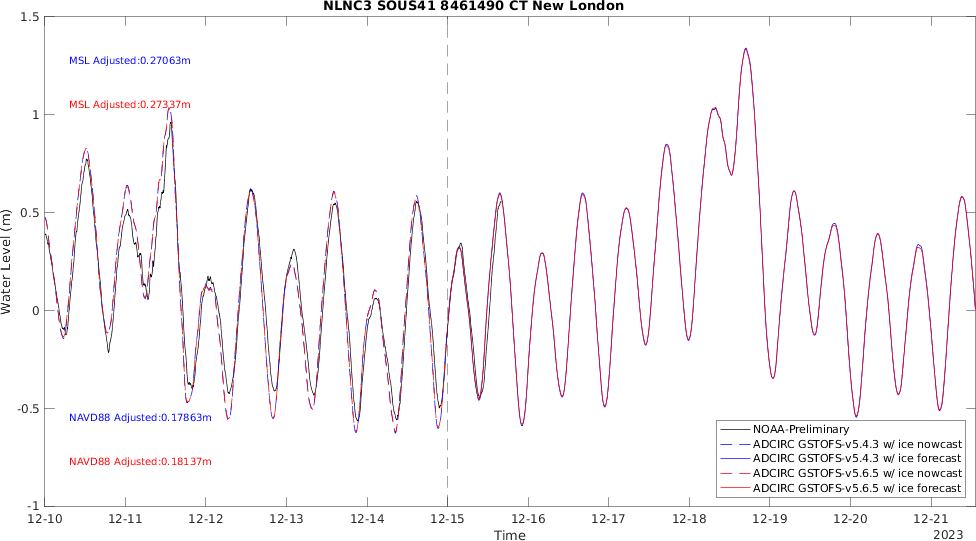 NLNC3 SOUS41 8461490 CT New London
1.5
MSL Adjusted:0.27063m
MSL Adjusted:0.27337m
1
0.5
Water Level (m)
0
-0.5
NAVD88 Adjusted:0.17863m
NAVD88 Adjusted:0.18137m
NOAA-Preliminary
ADCIRC GSTOFS-v5.4.3 w/ ice nowcast
ADCIRC GSTOFS-v5.4.3 w/ ice forecast
ADCIRC GSTOFS-v5.6.5 w/ ice nowcast
ADCIRC GSTOFS-v5.6.5 w/ ice forecast
-1
12-10 12-11 12-12 12-13 12-14 12-15 12-16 12-17 12-18 12-19 12-20 12-21
Time
2023